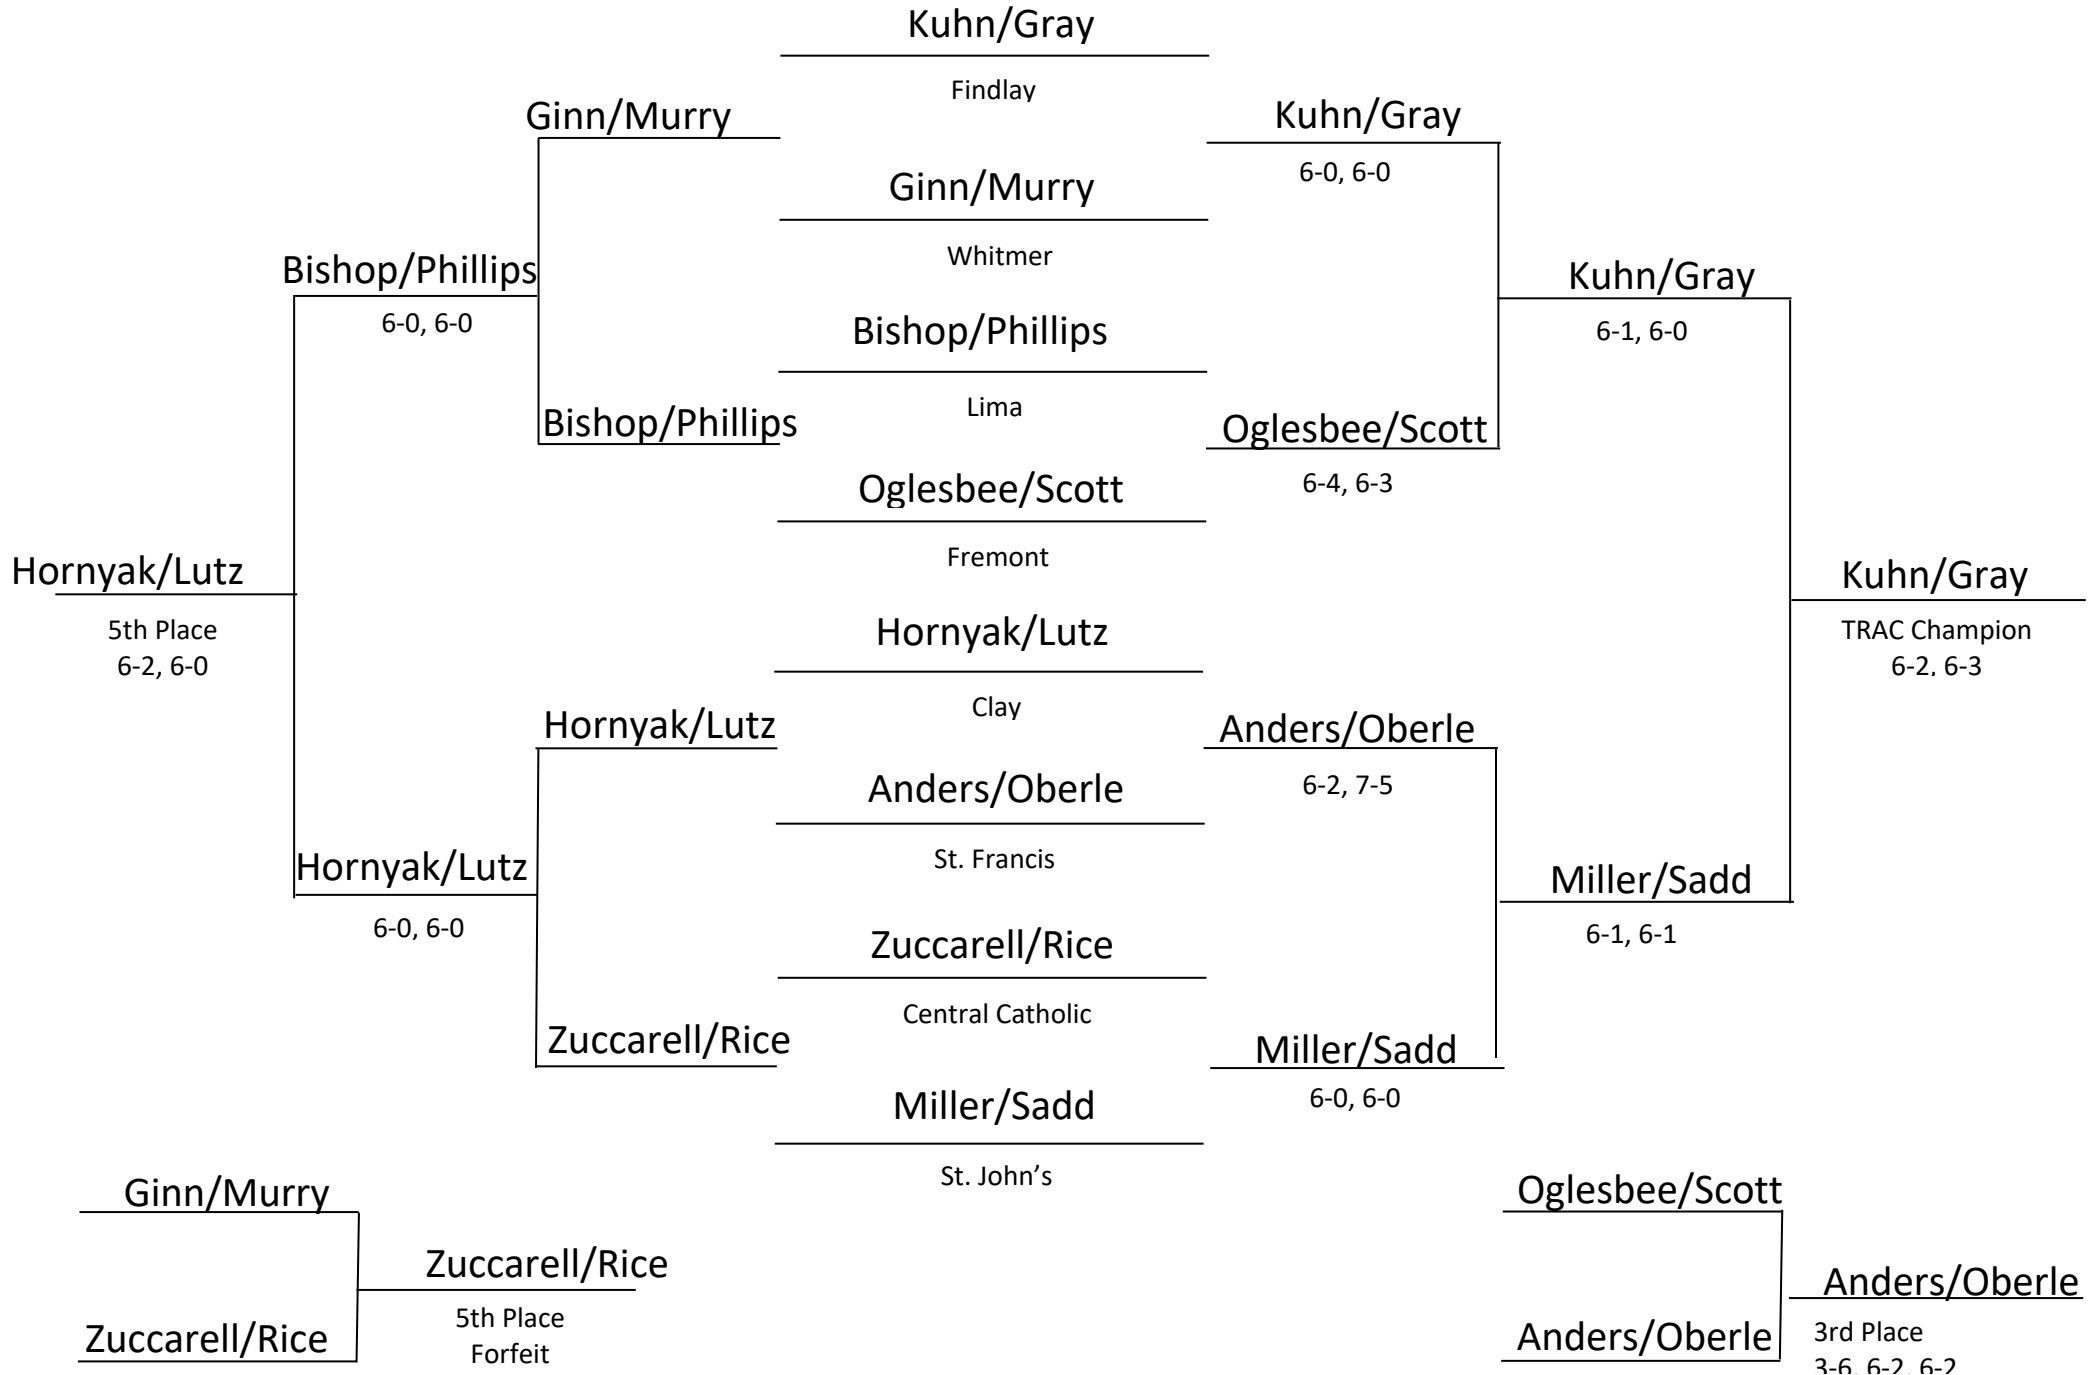 Kuhn/Gray
Findlay
Ginn/Murry
Kuhn/Gray
6-0, 6-0
Ginn/Murry
Whitmer
Bishop/Phillips
6-0, 6-0
Kuhn/Gray
6-1, 6-0
Bishop/Phillips
Lima
Bishop/Phillips
Oglesbee/Scott
6-4, 6-3
Oglesbee/Scott
Fremont
Hornyak/Lutz
5th Place
6-2, 6-0
Kuhn/Gray
TRAC Champion
6-2, 6-3
Hornyak/Lutz
Clay
Hornyak/Lutz
Anders/Oberle
6-2, 7-5
Anders/Oberle
St. Francis
Hornyak/Lutz
6-0, 6-0
Miller/Sadd
6-1, 6-1
Zuccarell/Rice
Central Catholic
Zuccarell/Rice
Miller/Sadd
6-0, 6-0
Miller/Sadd
St. John’s
Ginn/Murry
Zuccarell/Rice
Zuccarell/Rice
5th Place
Forfeit
Oglesbee/Scott
Anders/Oberle
Anders/Oberle
3rd Place
3-6, 6-2, 6-2